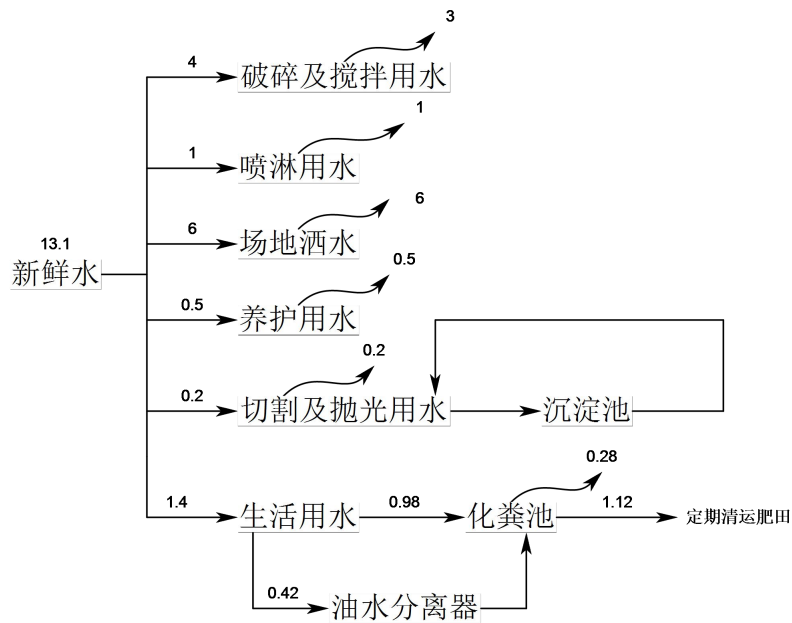 3
4
破碎及搅拌用水
1
1
喷淋用水
6
6
场地洒水
13.1
新鲜水
0.5
0.5
养护用水
0.2
0.2
切割及抛光用水
沉淀池
0.28
1.4
生活用水
0.98
化粪池
1.12
定期清运肥田
0.42
油水分离器